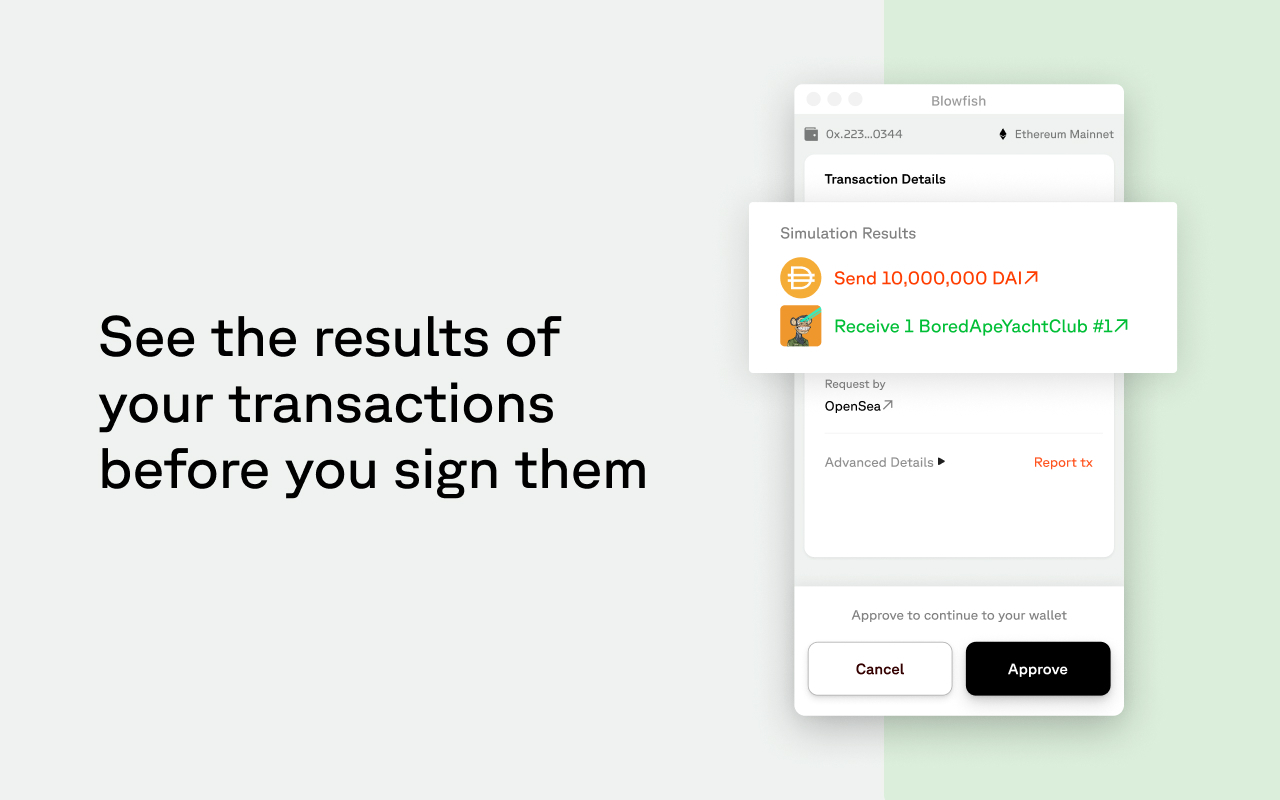 See the results of
your transactions
before you sign them
Blowfish
0x.223...0344
Ethereum Mainnet
Transaction Details
Simulation Results
Send 10,000,000 DAI
Receive 1 BoredApeYachtClub #1
Request by
OpenSea
Advanced Details
Report tx
Approve to continue to your wallet
Cancel
Approve